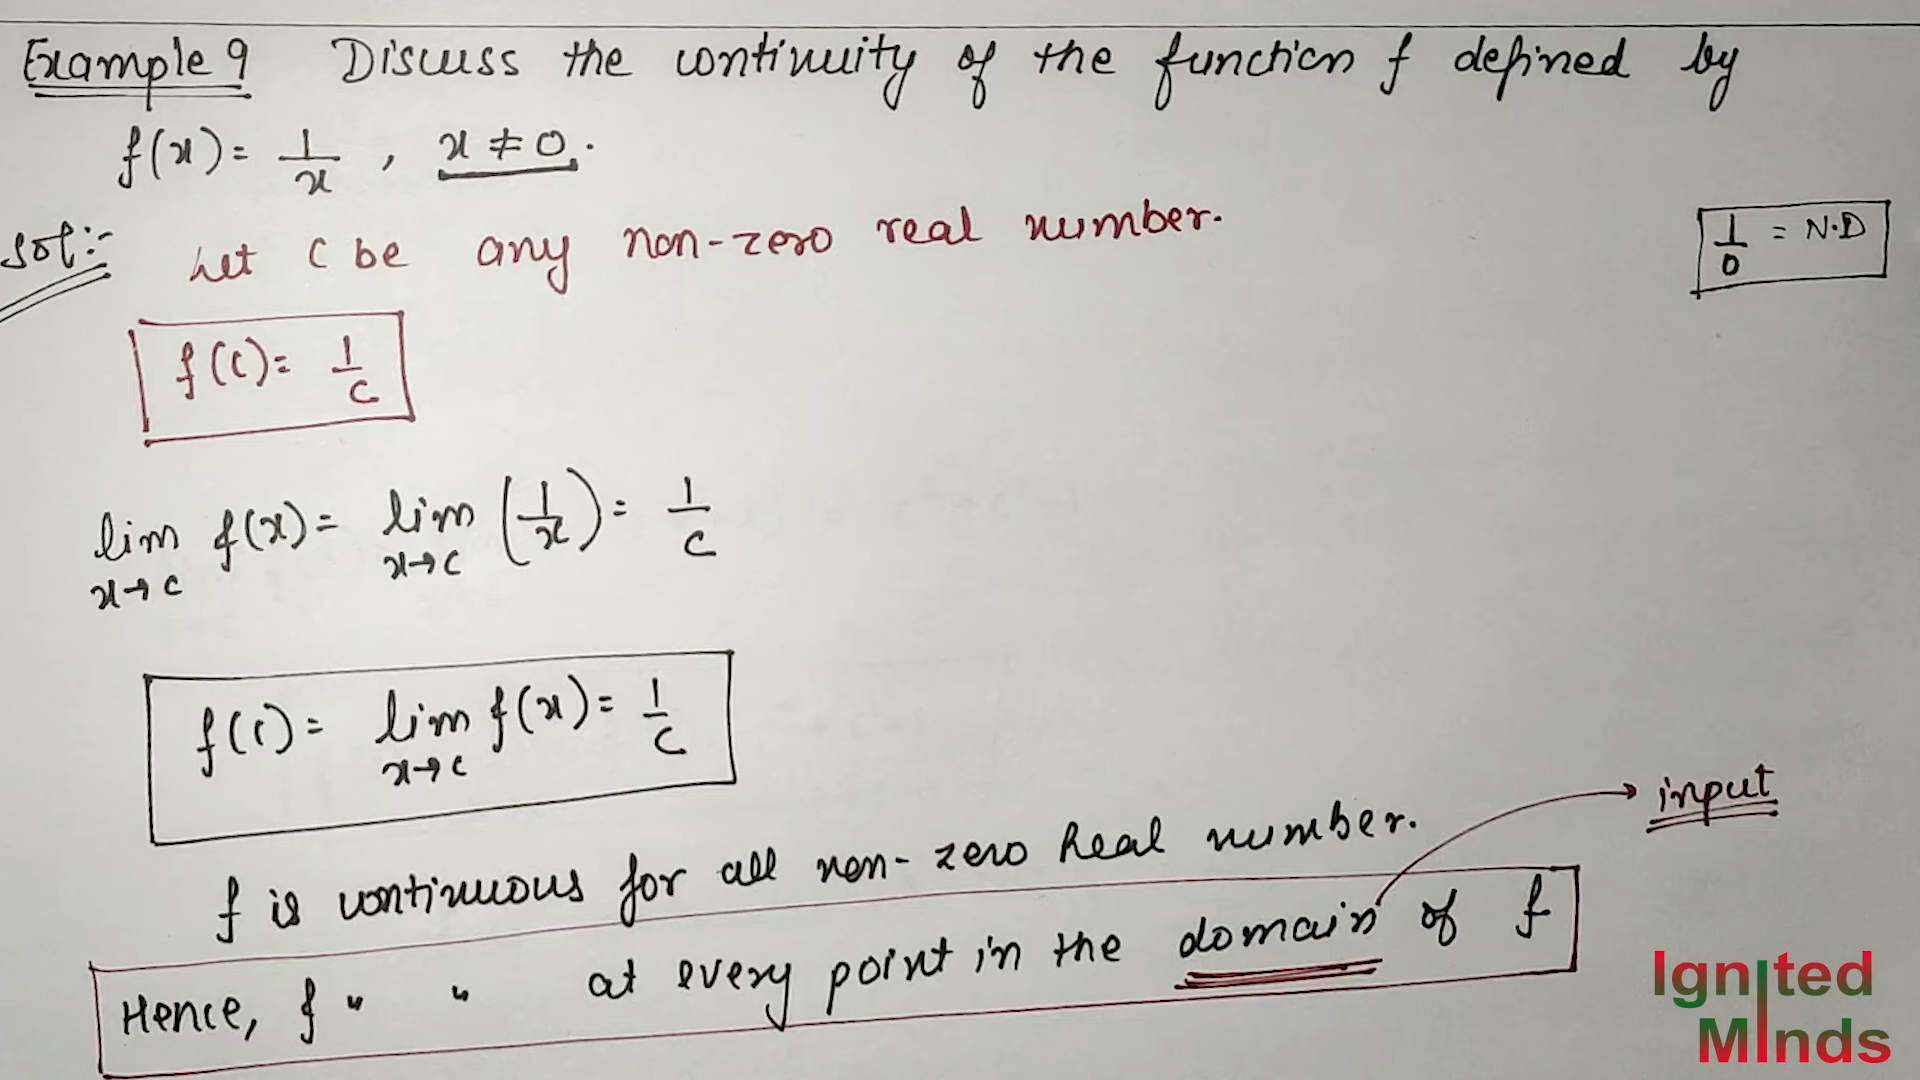 Example 9 Discuss the continuity of the function f defined by
f(x) = 1/x , x ≠ 0.
Sol:- Let C be any non-zero real number.
1/0 = N.D
f(C) = 1/C
lim x→C f(x) = lim x→C (1/x) = 1/C
f(C) = lim x→C f(x) = 1/C
f is continuous for all non-zero Real number.
input
Hence, f " " at every point in the domain of f
Ignited
Minds